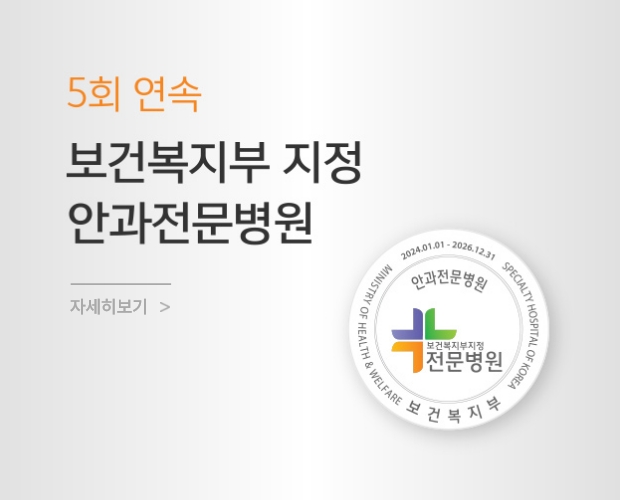 5회 연속
보건복지부 지정
안과전문병원
자세히보기 >
2024.01.01 - 2026.12.31
MINISTRY OF HEALTH & WELFARE
SPECIALTY HOSPITAL OF KOREA
안과전문병원
보건복지부지정
전문병원
보건복지부